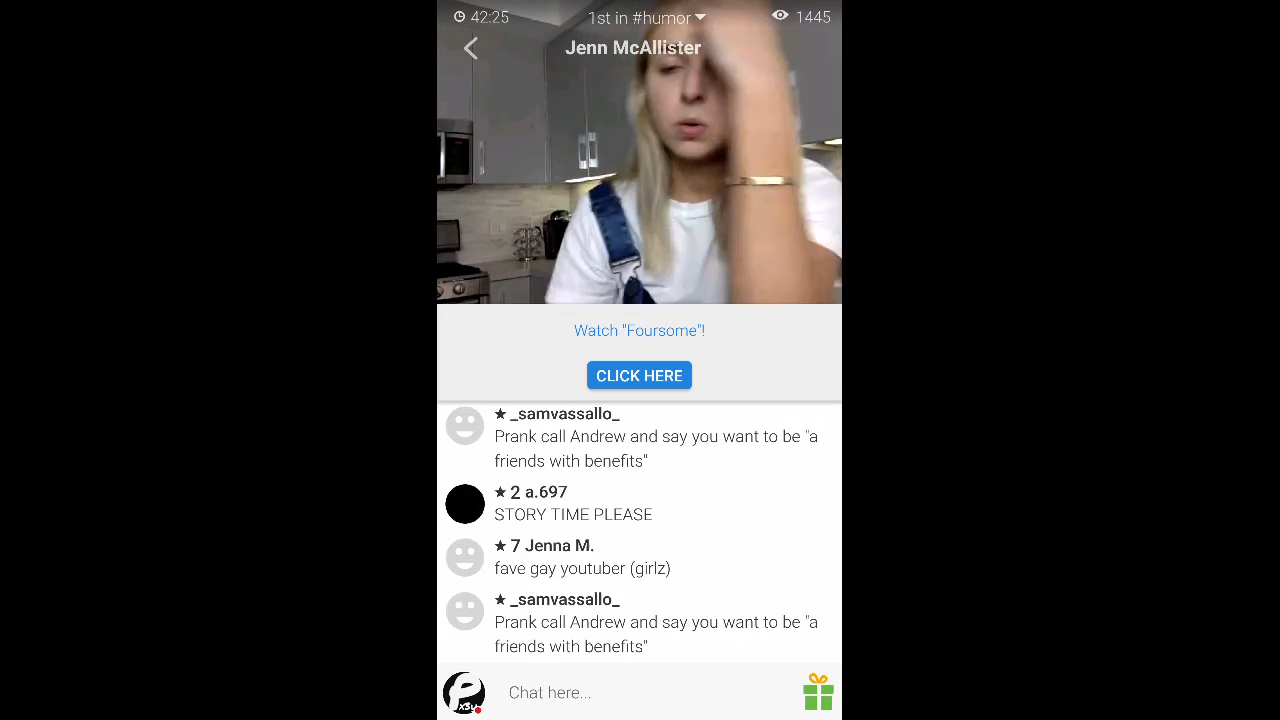 42:25 1st in #humor 1445
Jenn McAllister
Watch "Foursome"!
CLICK HERE
★ _samvassallo_
Prank call Andrew and say you want to be "a
friends with benefits"
★ 2 a.697
STORY TIME PLEASE
★ 7 Jenna M.
fave gay youtuber (girlz)
★ _samvassallo_
Prank call Andrew and say you want to be "a
friends with benefits"
Chat here...